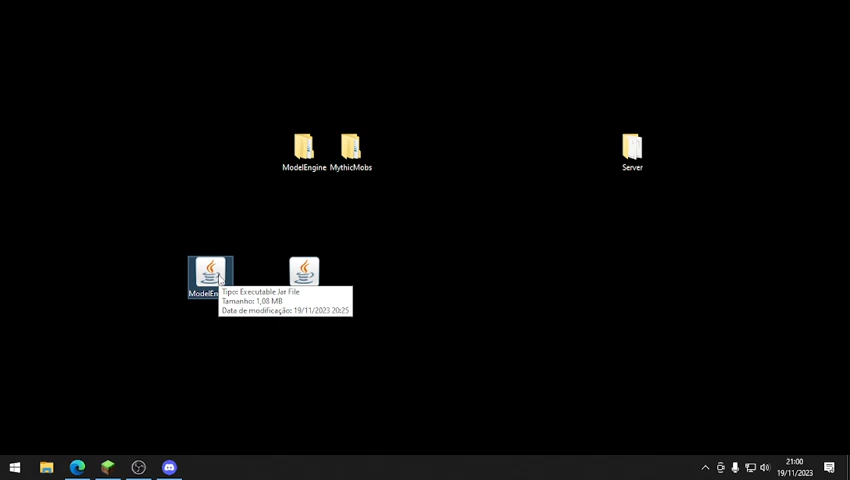 ModelEngine
MythicMobs
Server
Tipo: Executable Jar File
Tamanho: 1,08 MB
Data de modificação: 19/11/2023 20:25
21:00
19/11/2023